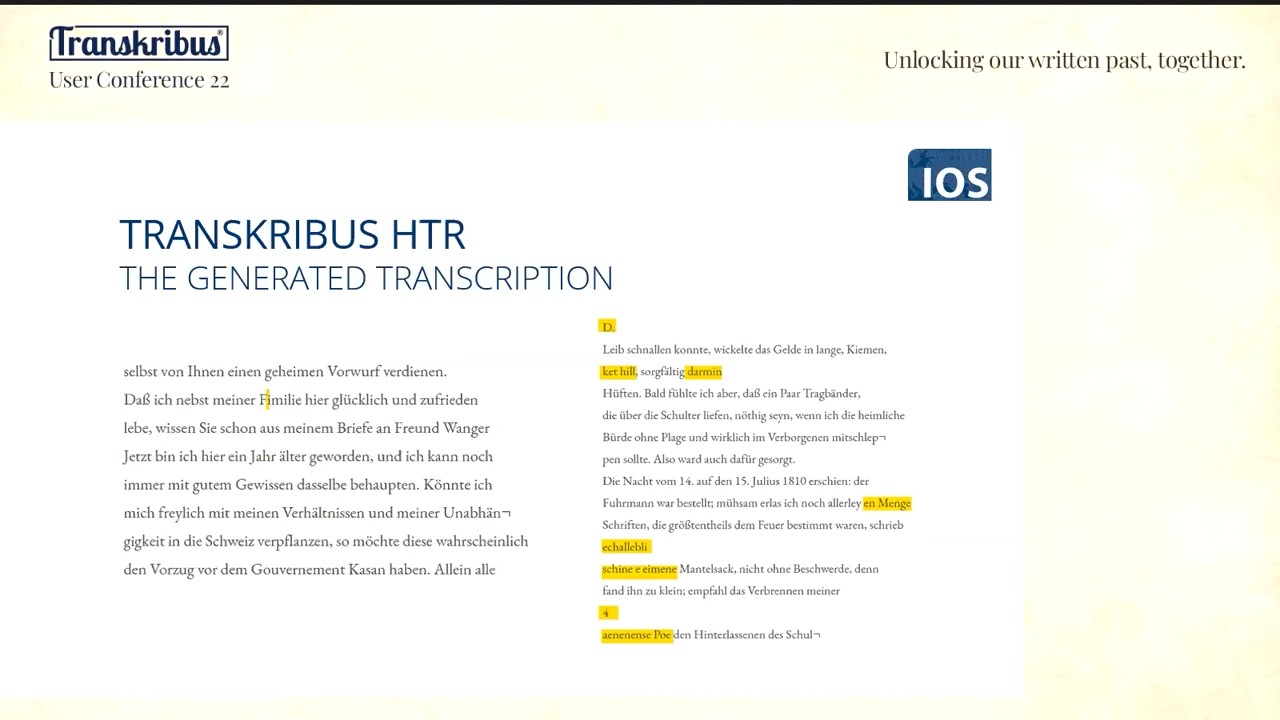 Transkribus®
User Conference 22
Unlocking our written past, together.
IOS
TRANSKRIBUS HTR
THE GENERATED TRANSCRIPTION
selbst von Ihnen einen geheimen Vorwurf verdienen.
Daß ich nebst meiner Fimilie hier glücklich und zufrieden
lebe, wissen Sie schon aus meinem Briefe an Freund Wanger
Jetzt bin ich hier ein Jahr älter geworden, und ich kann noch
immer mit gutem Gewissen dasselbe behaupten. Könnte ich
mich freylich mit meinen Verhältnissen und meiner Unabhän¬
gigkeit in die Schweiz verpflanzen, so möchte diese wahrscheinlich
den Vorzug vor dem Gouvernement Kasan haben. Allein alle
D.
Leib schnallen konnte, wickelte das Gelde in lange, Kiemen,
ket hill, sorgfältig darmin
Hüften. Bald fühlte ich aber, daß ein Paar Tragbänder,
die über die Schulter liefen, nöthig seyn, wenn ich die heimliche
Bürde ohne Plage und wirklich im Verborgenen mitschlep¬
pen sollte. Also ward auch dafür gesorgt.
Die Nacht vom 14. auf den 15. Julius 1810 erschien: der
Fuhrmann war bestellt; mühsam erlas ich noch allerley en Menge
Schriften, die größtentheils dem Feuer bestimmt waren, schrieb
echallebli
schine e eimene Mantelsack, nicht ohne Beschwerde, denn
fand ihn zu klein; empfahl das Verbrennen meiner
4
aenenense Poe den Hinterlassenen des Schul¬